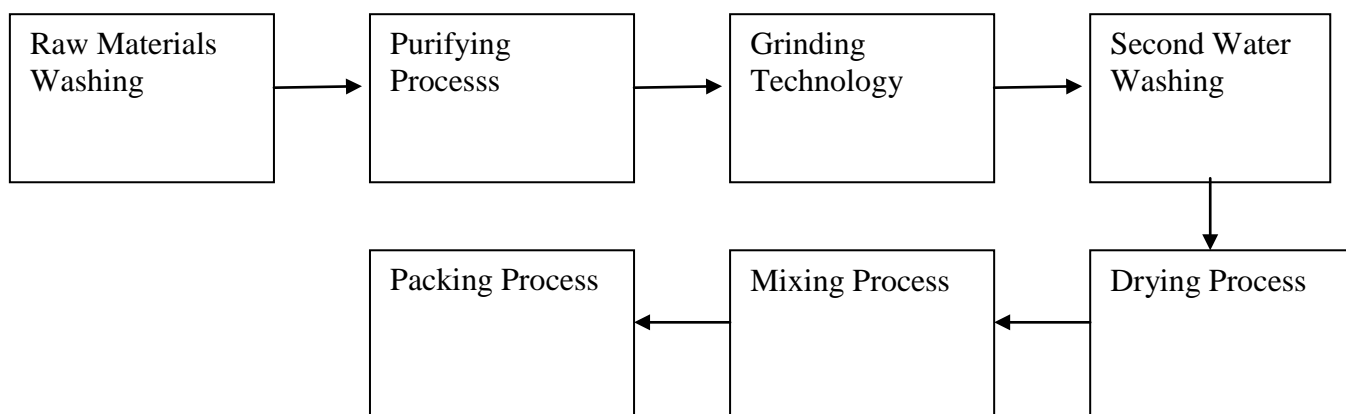 Raw Materials
Washing
Purifying
Processs
Grinding
Technology
Second Water
Washing
Drying Process
Mixing Process
Packing Process